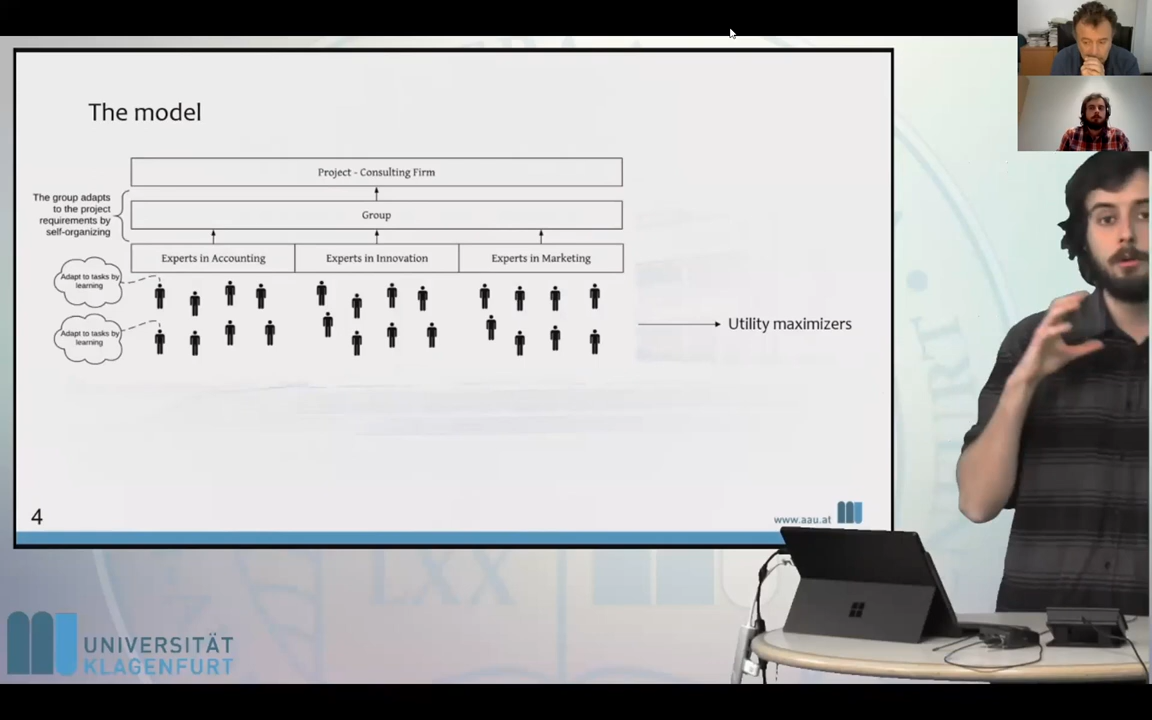 The model
Project - Consulting Firm
The group adapts
to the project
requirements by
self-organizing
Group
Experts in Accounting
Experts in Innovation
Experts in Marketing
Adapt to tasks by
learning
Adapt to tasks by
learning
Utility maximizers
4
www.aau.at
LXX
UNIVERSITÄT
KLAGENFURT